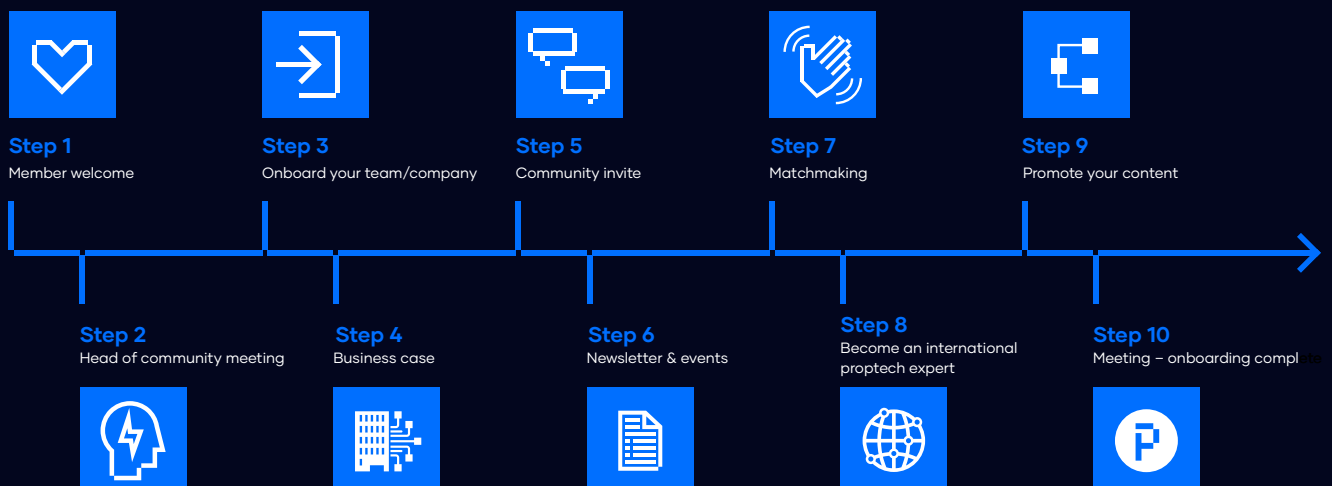 Step 1
Member welcome
Step 3
Onboard your team/company
Step 5
Community invite
Step 7
Matchmaking
Step 9
Promote your content
Step 2
Head of community meeting
Step 4
Business case
Step 6
Newsletter & events
Step 8
Become an international
proptech expert
Step 10
Meeting – onboarding complete
P